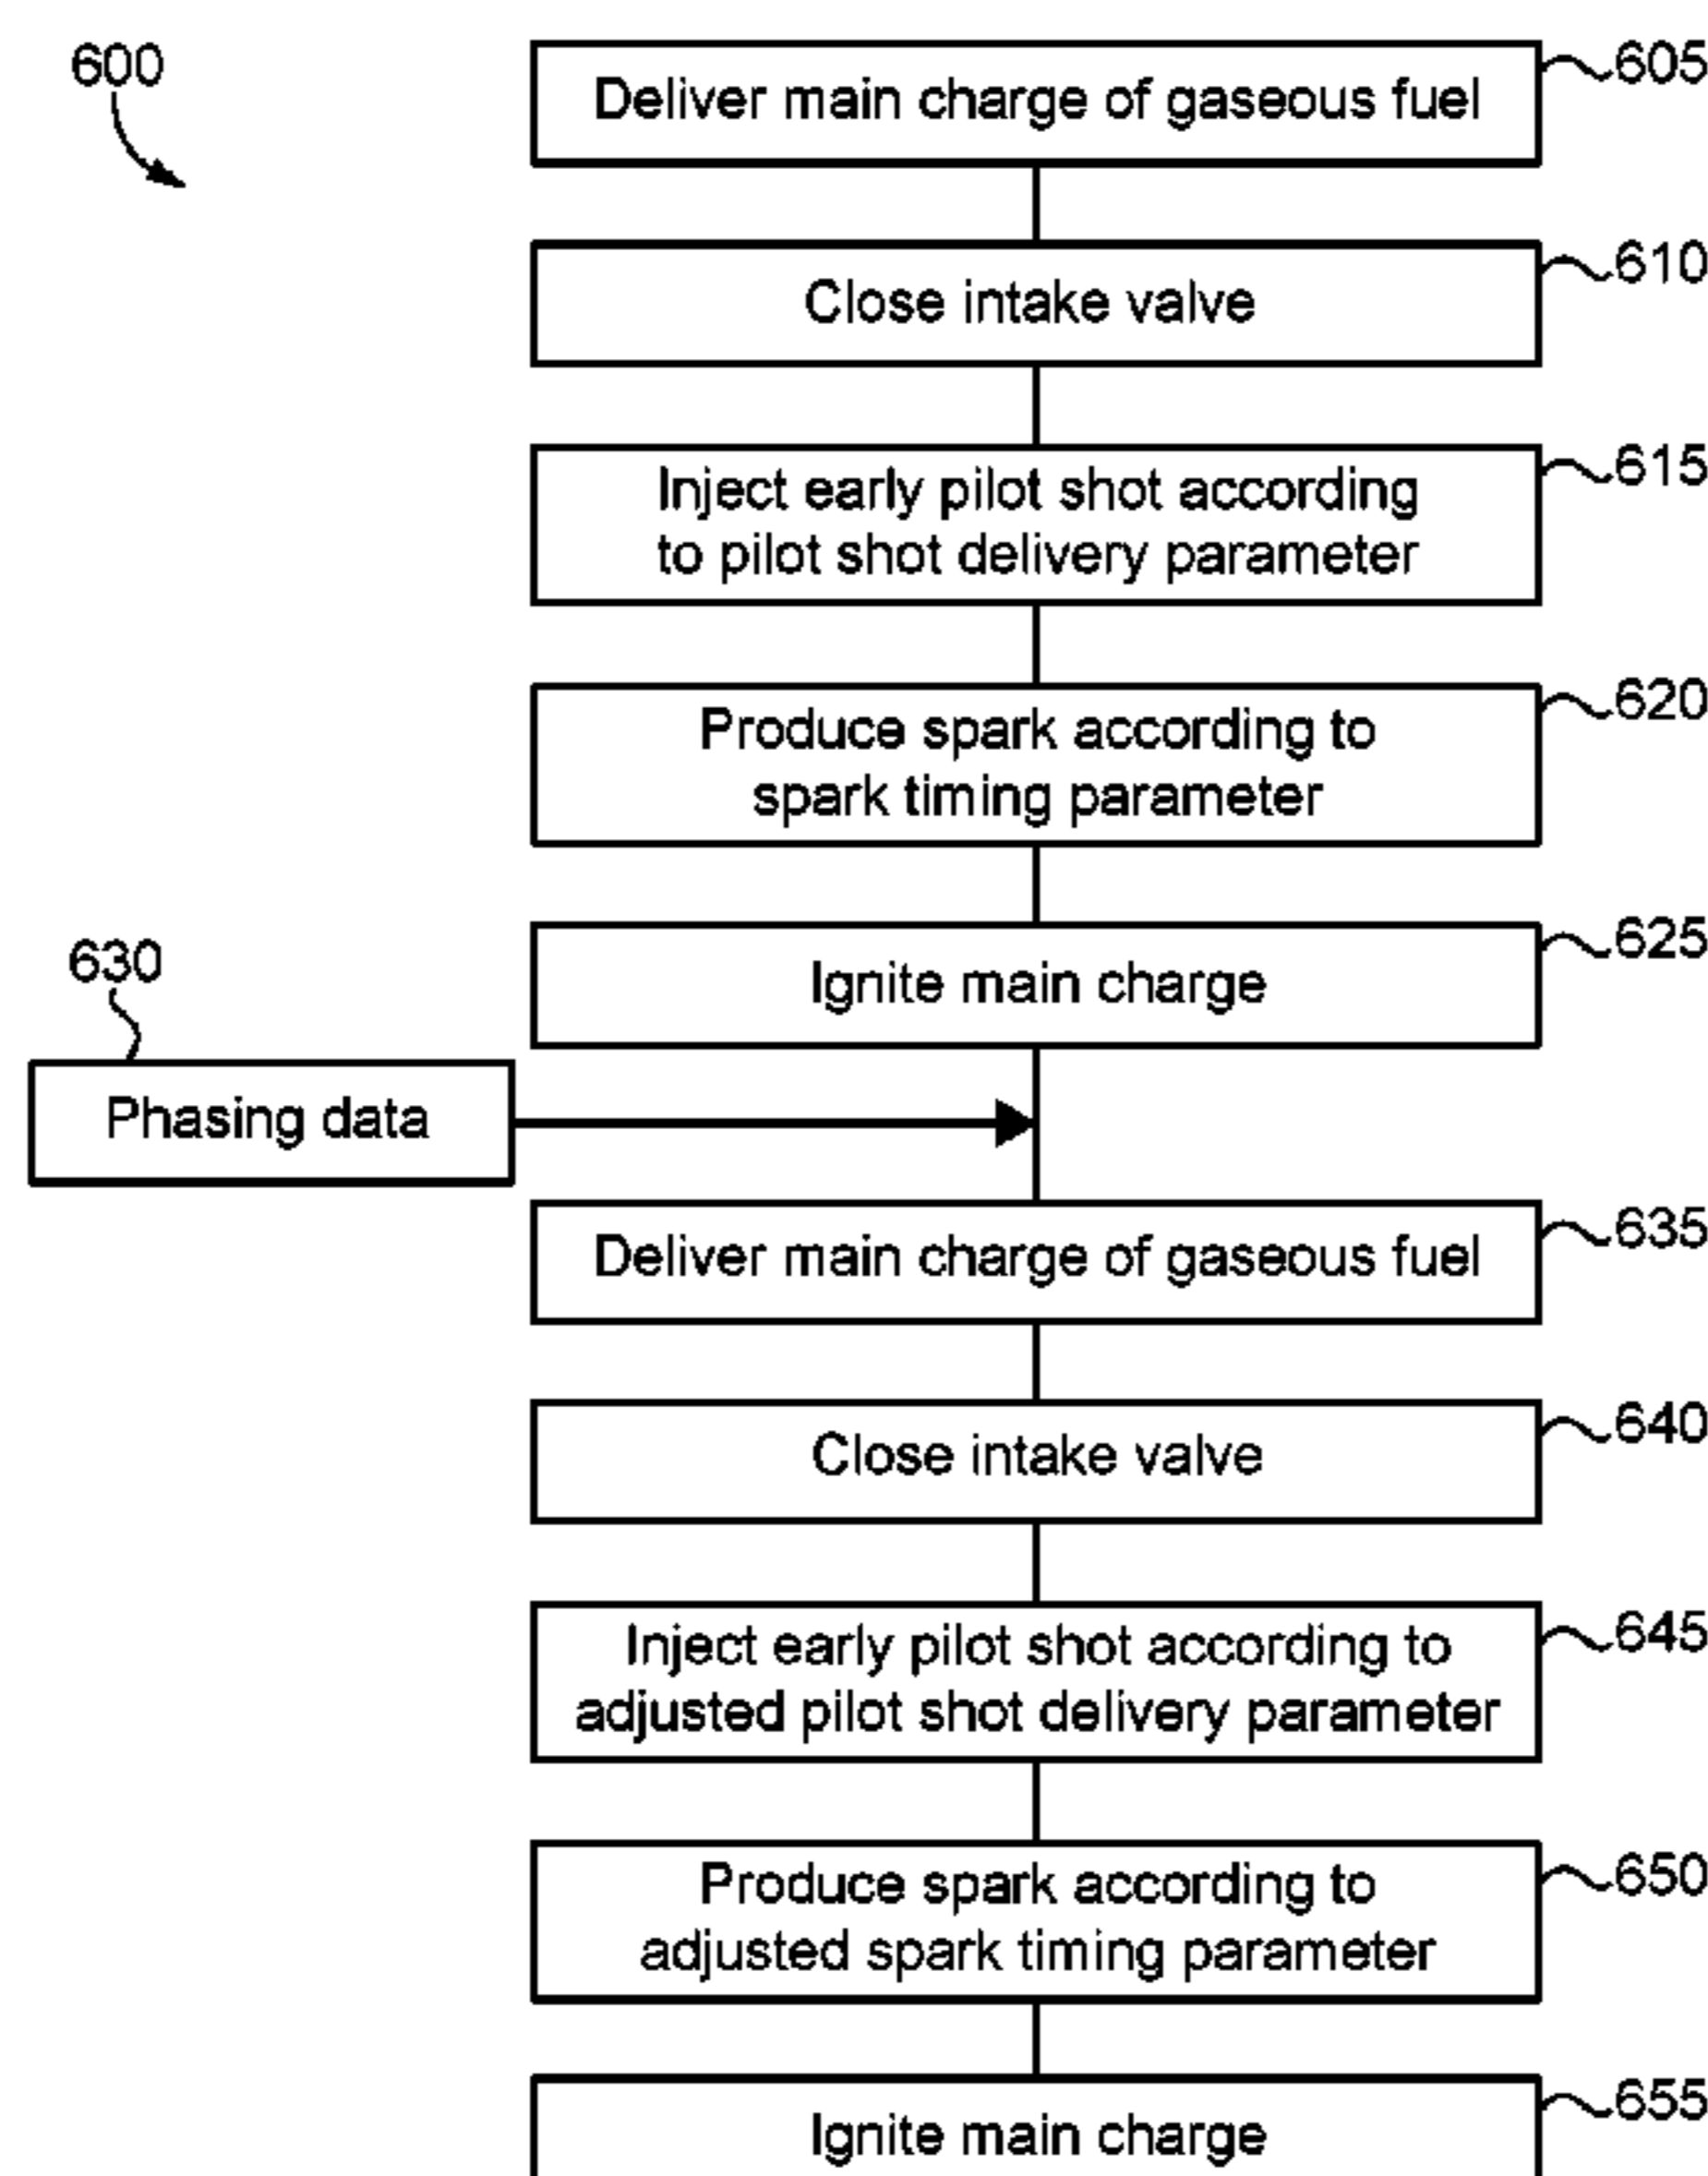 600
Deliver main charge of gaseous fuel
605
Close intake valve
610
Inject early pilot shot according
to pilot shot delivery parameter
615
Produce spark according to
spark timing parameter
620
Ignite main charge
625
630
Phasing data
Deliver main charge of gaseous fuel
635
Close intake valve
640
Inject early pilot shot according to
adjusted pilot shot delivery parameter
645
Produce spark according to
adjusted spark timing parameter
650
Ignite main charge
655